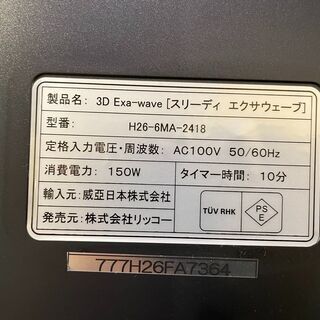 製品名: 3D Exa-wave [スリーディ エクサウェーブ]
型番: H26-6MA-2418
定格入力電圧・周波数: AC100V 50/60Hz
消費電力: 150W タイマー時間: 10分
輸入元: 威亞日本株式会社
発売元: 株式会社リッコー
TÜV RHK
PS
E
777H26FA7364